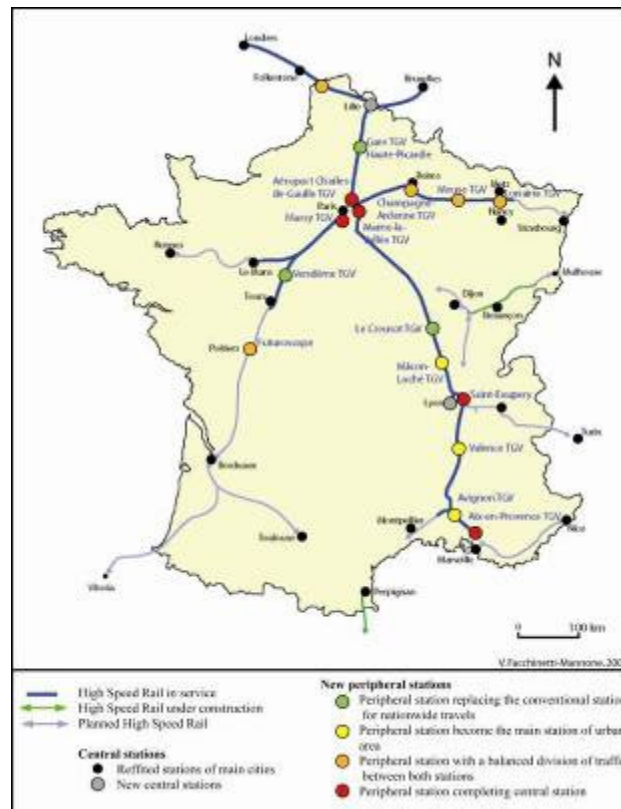 Londres
N
Folkestone
Bruxelles
Lille
Gare TGV
Haute-Picardie
Aéroport Charles
de-Gaulle TGV
Reims
Meuse TGV
Metz
Lorraine TGV
Paris
Champagne
Ardenne TGV
Nancy
Massy TGV
Marne-la-
Vallée TGV
Strasbourg
Rennes
Le Mans
Vendôme TGV
Mulhouse
Tours
Dijon
Besançon
Le Creusot TGV
Poitiers
Futuroscope
Mâcon-
Loché TGV
Lyon
Saint-Exupery
Turin
Valence TGV
Bordeaux
Avignon TGV
Montpellier
Aix-en-Provence TGV
Nice
Toulouse
Marseille
Vitoria
Perpignan
0 100 km
V.Facchinetti-Mannone, 200
High Speed Rail in service
High Speed Rail under construction
Planned High Speed Rail
Central stations
Reffined stations of main cities
New central stations
New peripheral stations
Peripheral station replacing the conventional station
for nationwide travels
Peripheral station become the main station of urban
area
Peripheral station with a balanced division of traffic
between both stations
Peripheral station completing central station